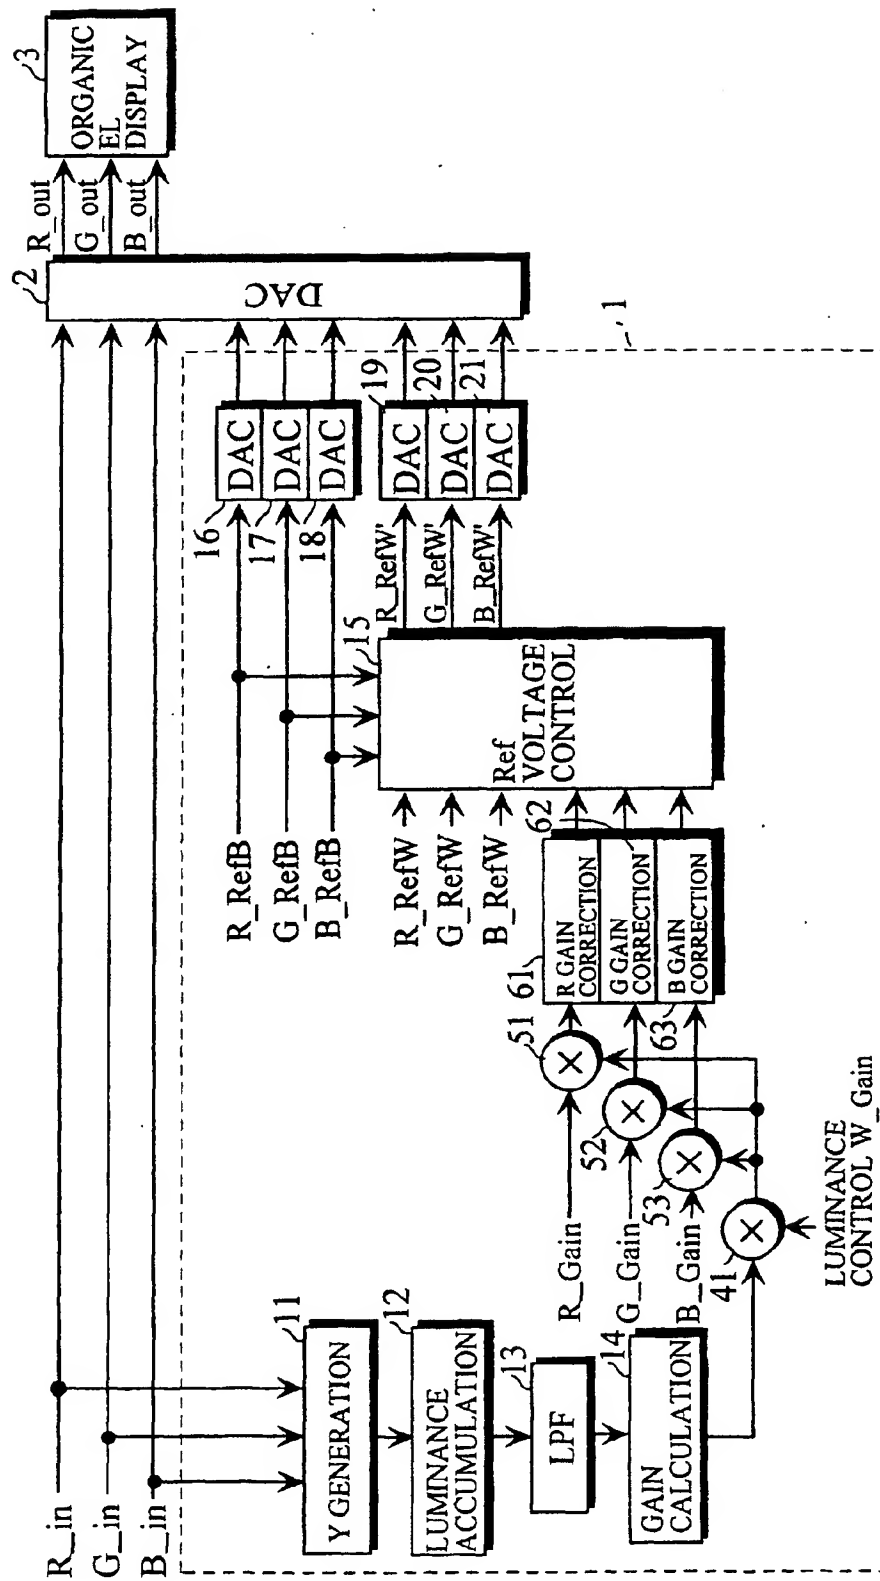 R_in
G_in
B_in
11
Y GENERATION
12
LUMINANCE
ACCUMULATION
13
LPF
14
GAIN
CALCULATION
R_Gain
G_Gain
B_Gain
41
LUMINANCE
CONTROL W_Gain
51
52
53
61
R GAIN
CORRECTION
62
G GAIN
CORRECTION
63
B GAIN
CORRECTION
R_RefB
G_RefB
B_RefB
R_RefW
G_RefW
B_RefW
15
Ref
VOLTAGE
CONTROL
R_RefW'
G_RefW'
B_RefW'
16
DAC
17
DAC
18
DAC
19
DAC
20
DAC
21
DAC
1
2
DAC
R_out
G_out
B_out
3
ORGANIC
EL
DISPLAY